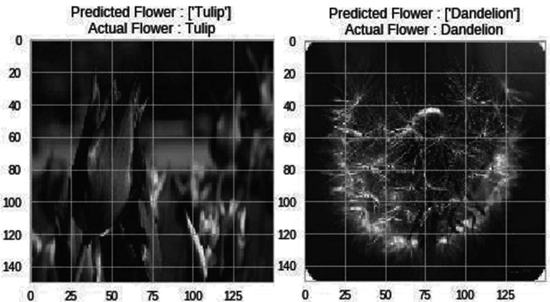 Predicted Flower : ['Tulip']
Actual Flower : Tulip
0
20
40
60
80
100
120
140
0 25 50 75 100 125
Predicted Flower : ['Dandelion']
Actual Flower : Dandelion
0
20
40
60
80
100
120
140
0 25 50 75 100 125